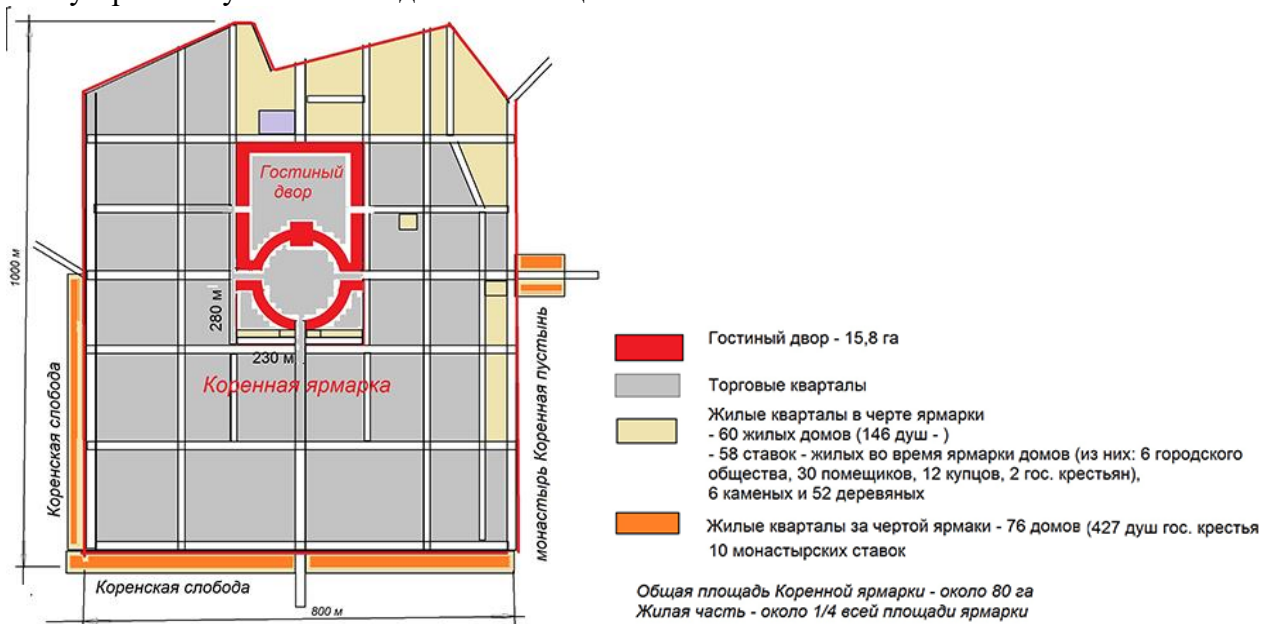 Гостиный
двор
1000 м
280 м
230 м
Коренная ярмарка
Коренская слобода
монастырь Коренная пустынь
Коренская слобода
800 м
Гостиный двор - 15,8 га
Торговые кварталы
Жилые кварталы в черте ярмарки
- 60 жилых домов (146 душ - )
- 58 ставок - жилых во время ярмарки домов (из них: 6 городского
общества, 30 помещиков, 12 купцов, 2 гос. крестьян),
6 каменых и 52 деревяных
Жилые кварталы за чертой ярмаки - 76 домов (427 душ гос. крестья
10 монастырских ставок
Общая площадь Коренной ярмарки - около 80 га
Жилая часть - около 1/4 всей площади ярмарки